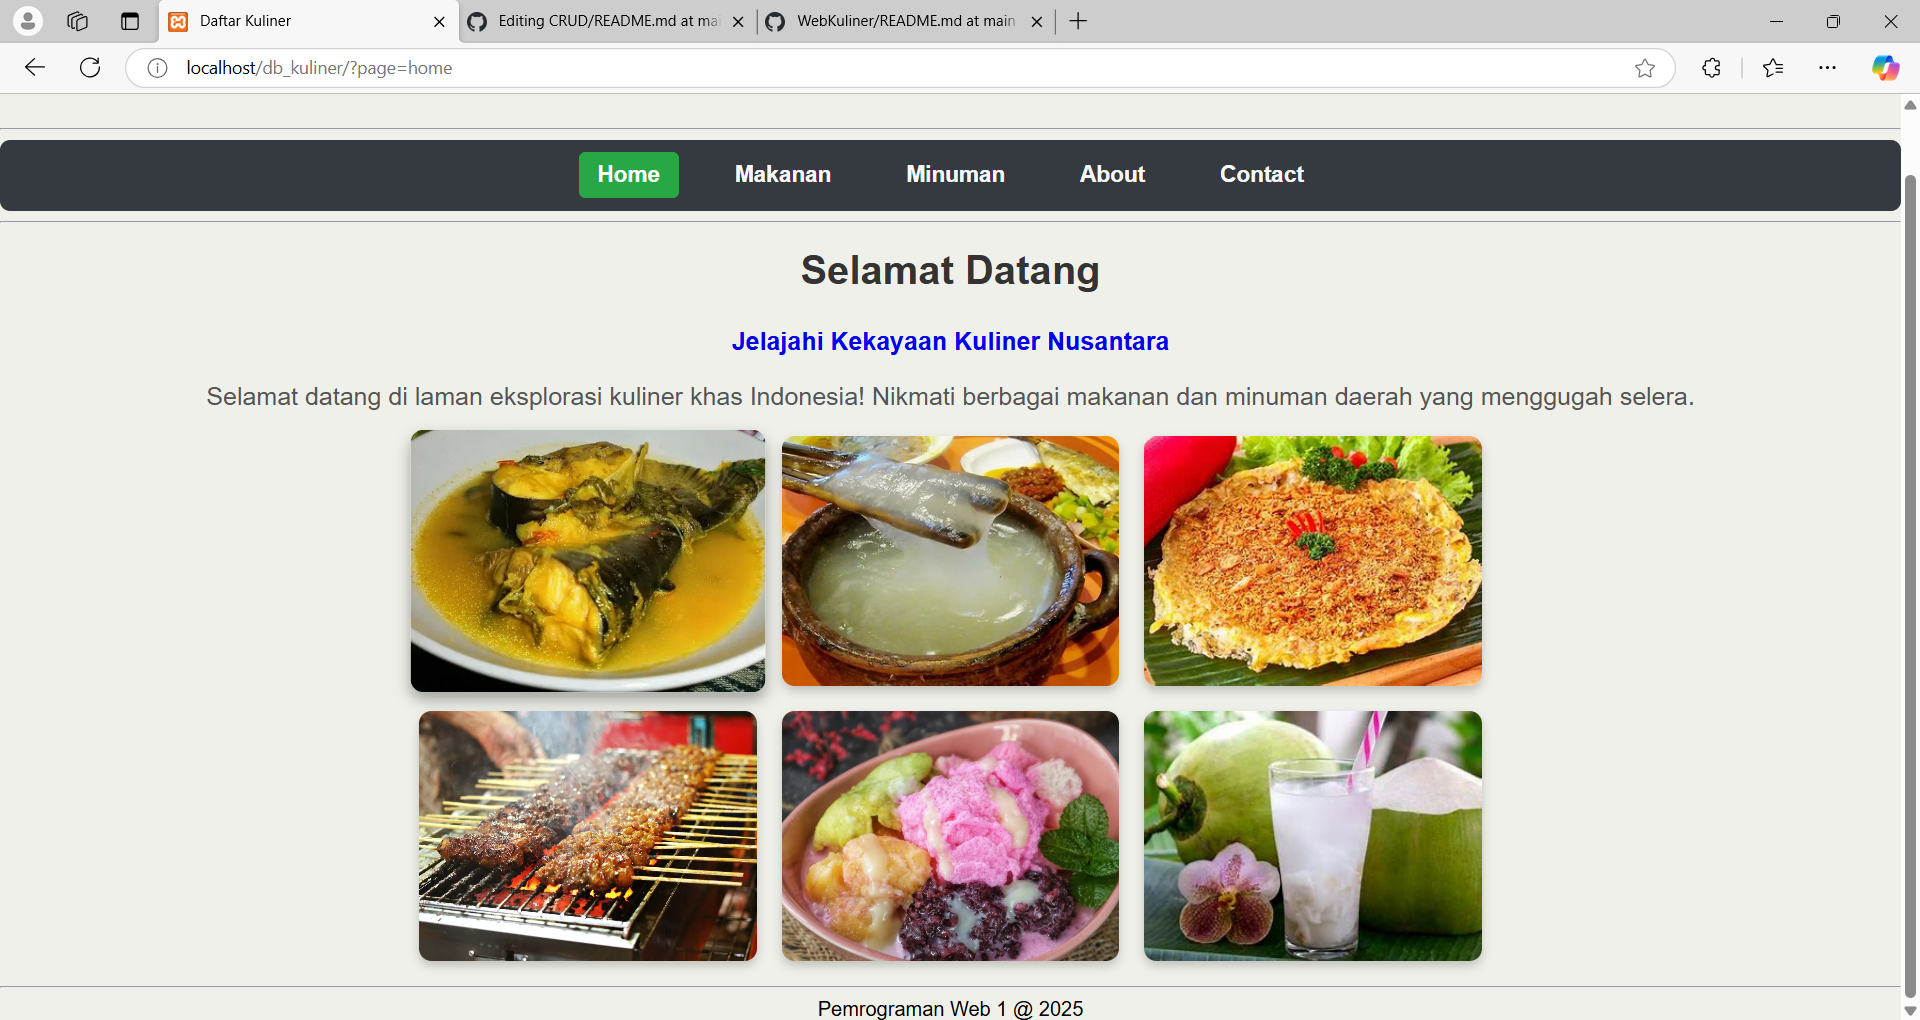 Daftar Kuliner
Editing CRUD/README.md at mai
WebKuliner/README.md at main
localhost/db_kuliner/?page=home
Home Makanan Minuman About Contact
Selamat Datang
Jelajahi Kekayaan Kuliner Nusantara
Selamat datang di laman eksplorasi kuliner khas Indonesia! Nikmati berbagai makanan dan minuman daerah yang menggugah selera.
Pemrograman Web 1 @ 2025